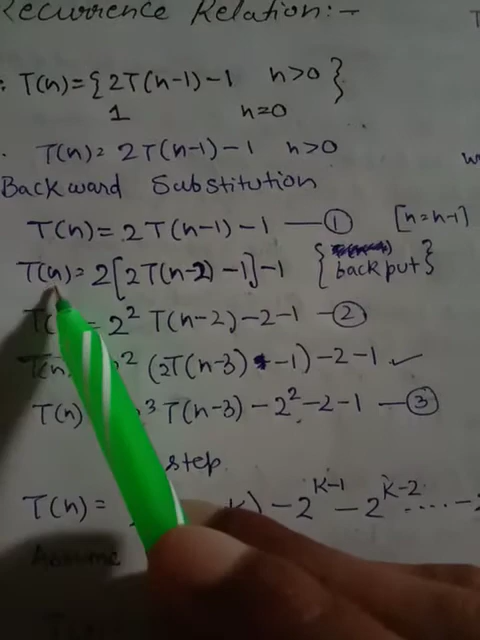 Recurrence Relation:-
: T(n) = { 2T(n-1)-1 n>0 }
1 n=0
. T(n) = 2T(n-1)-1 n>0
Backward Substitution
T(n) = 2T(n-1)-1 — ① [n=n-1]
T(n) = 2[2T(n-2)-1]-1 { back put }
2² T(n-2)-2-1 — ②
² (2T(n-3) -1)-2-1 ✓
T(n) ³ T(n-3) - 2² -2-1 — ③
step.
T(n) = k) - 2^{k-1} - 2^{k-2} .... -
Assume